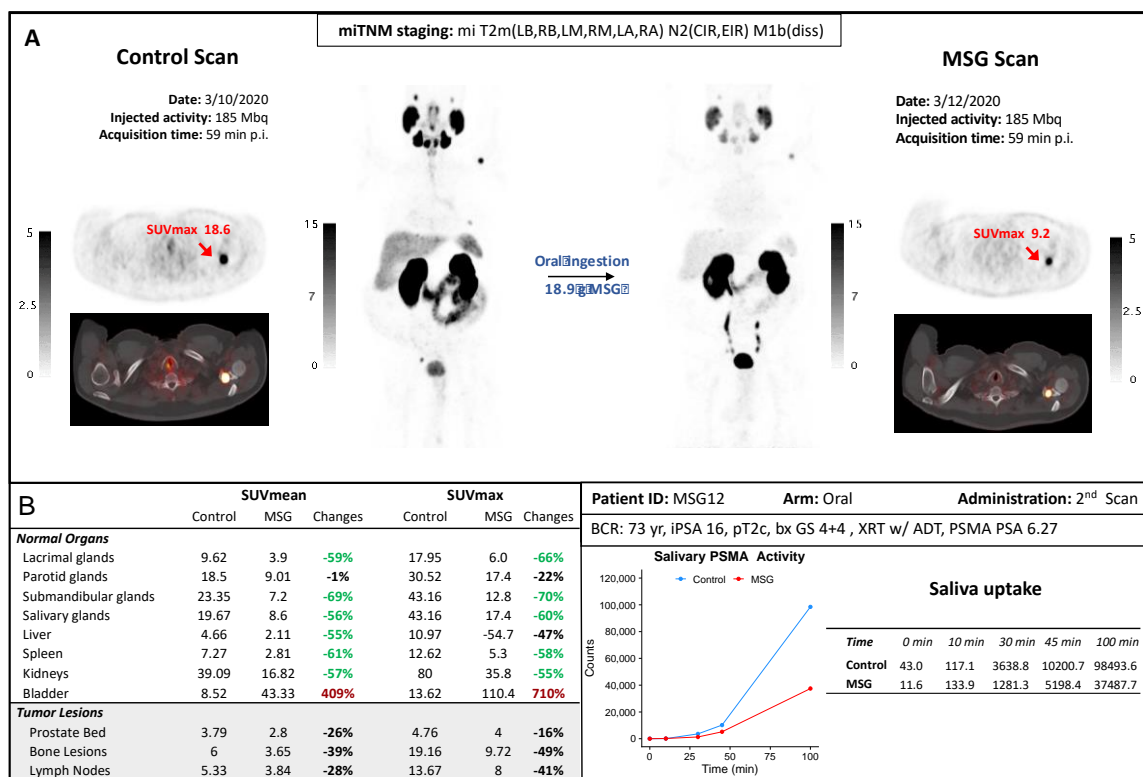 A
miTNM staging: mi T2m(LB,RB,LM,RM,LA,RA) N2(CIR,EIR) M1b(diss)
Control Scan
Date: 3/10/2020
Injected activity: 185 Mbq
Acquisition time: 59 min p.i.
MSG Scan
Date: 3/12/2020
Injected activity: 185 Mbq
Acquisition time: 59 min p.i.
SUVmax 18.6
5
2.5
0
15
7
0
Oral Ingestion
18.9 g MSG
15
7
0
SUVmax 9.2
5
2.5
0
B
SUVmean SUVmax
Control MSG Changes Control MSG Changes
Normal Organs
Lacrimal glands 9.62 3.9 -59% 17.95 6.0 -66%
Parotid glands 18.5 9.01 -1% 30.52 17.4 -22%
Submandibular glands 23.35 7.2 -69% 43.16 12.8 -70%
Salivary glands 19.67 8.6 -56% 43.16 17.4 -60%
Liver 4.66 2.11 -55% 10.97 -54.7 -47%
Spleen 7.27 2.81 -61% 12.62 5.3 -58%
Kidneys 39.09 16.82 -57% 80 35.8 -55%
Bladder 8.52 43.33 409% 13.62 110.4 710%
Tumor Lesions
Prostate Bed 3.79 2.8 -26% 4.76 4 -16%
Bone Lesions 6 3.65 -39% 19.16 9.72 -49%
Lymph Nodes 5.33 3.84 -28% 13.67 8 -41%
Patient ID: MSG12 Arm: Oral Administration: 2nd Scan
BCR: 73 yr, iPSA 16, pT2c, bx GS 4+4 , XRT w/ ADT, PSMA PSA 6.27
Salivary PSMA Activity
Control MSG
120,000
100,000
80,000
60,000
40,000
20,000
0
Counts
0 25 50 75 100
Time (min)
Saliva uptake
Time 0 min 10 min 30 min 45 min 100 min
Control 43.0 117.1 3638.8 10200.7 98493.6
MSG 11.6 133.9 1281.3 5198.4 37487.7